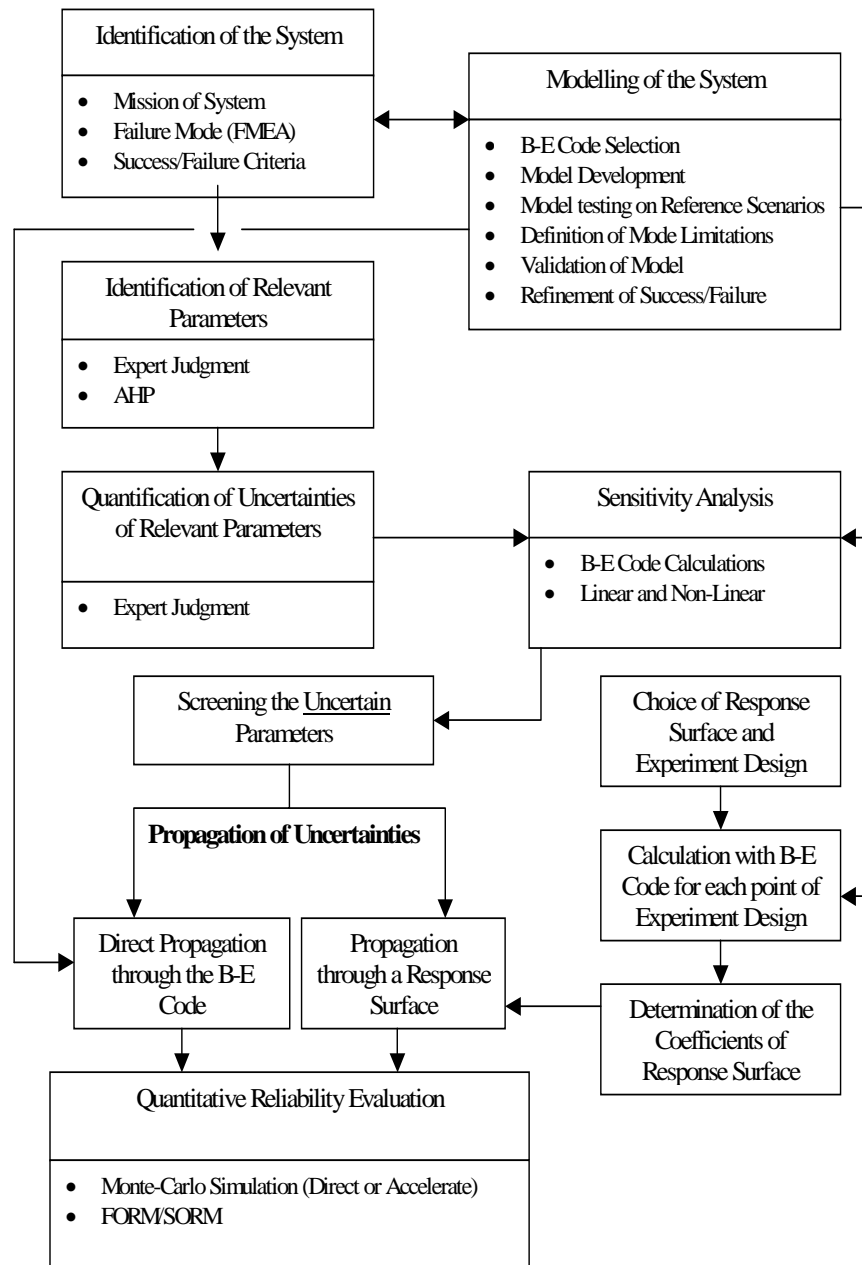 Identification of the System
• Mission of System
• Failure Mode (FMEA)
• Success/Failure Criteria
Modelling of the System
• B-E Code Selection
• Model Development
• Model testing on Reference Scenarios
• Definition of Mode Limitations
• Validation of Model
• Refinement of Success/Failure
Identification of Relevant
Parameters
• Expert Judgment
• AHP
Quantification of Uncertainties
of Relevant Parameters
• Expert Judgment
Sensitivity Analysis
• B-E Code Calculations
• Linear and Non-Linear
Screening the Uncertain
Parameters
Choice of Response
Surface and
Experiment Design
Propagation of Uncertainties
Calculation with B-E
Code for each point of
Experiment Design
Direct Propagation
through the B-E
Code
Propagation
through a Response
Surface
Determination of the
Coefficients of
Response Surface
Quantitative Reliability Evaluation
• Monte-Carlo Simulation (Direct or Accelerate)
• FORM/SORM